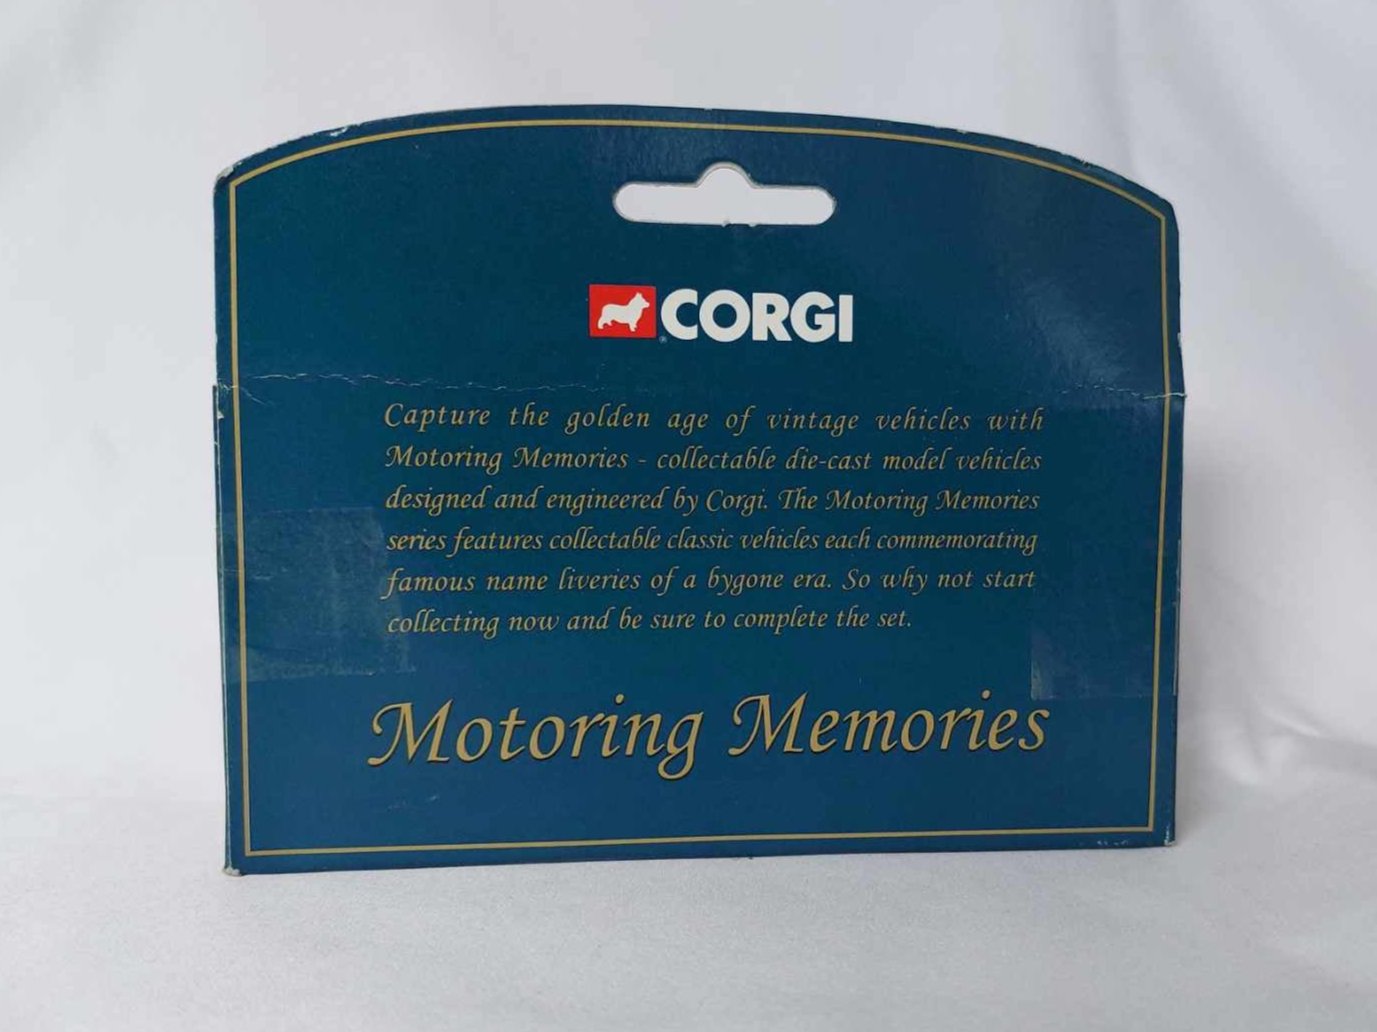 CORGI
Capture the golden age of vintage vehicles with
Motoring Memories - collectable die-cast model vehicles
designed and engineered by Corgi. The Motoring Memories
series features collectable classic vehicles each commemorating
famous name liveries of a bygone era. So why not start
collecting now and be sure to complete the set.
Motoring Memories